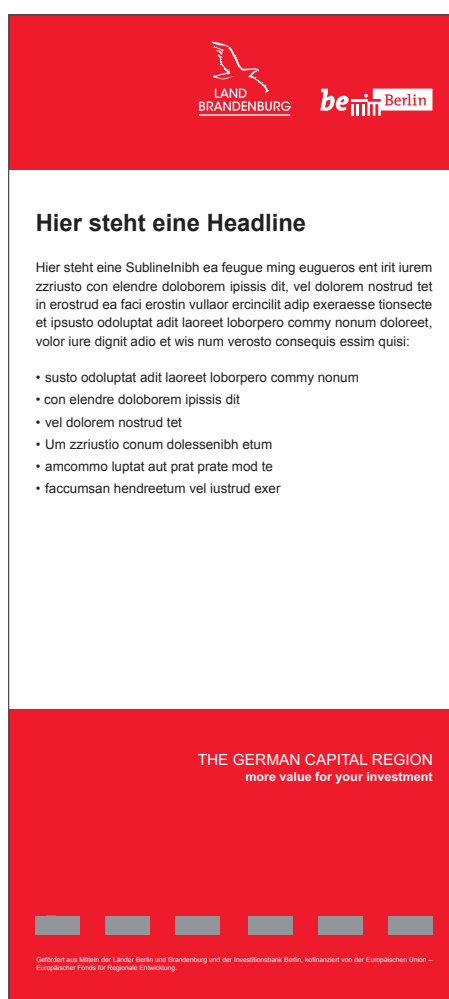 LAND
BRANDENBURG
be Berlin
Hier steht eine Headline
Hier steht eine SublineInibh ea feugue ming eugueros ent irit iurem
zzriusto con elendre doloborem ipissis dit, vel dolorem nostrud tet
in erostrud ea faci erostin vullaor ercincilit adip exeraesse tionsecte
et ipsusto odoluptat adit laoreet loborpero commy nonum doloreet,
volor iure dignit adio et wis num verosto consequis essim quisi:
• susto odoluptat adit laoreet loborpero commy nonum
• con elendre doloborem ipissis dit
• vel dolorem nostrud tet
• Um zzriustio conum dolessenibh etum
• amcommo luptat aut prat prate mod te
• faccumsan hendreetum vel iustrud exer
THE GERMAN CAPITAL REGION
more value for your investment
Gefördert aus Mitteln der Länder Berlin und Brandenburg und der Investitionsbank Berlin, kofinanziert von der Europäischen Union –
Europäischer Fonds für Regionale Entwicklung.